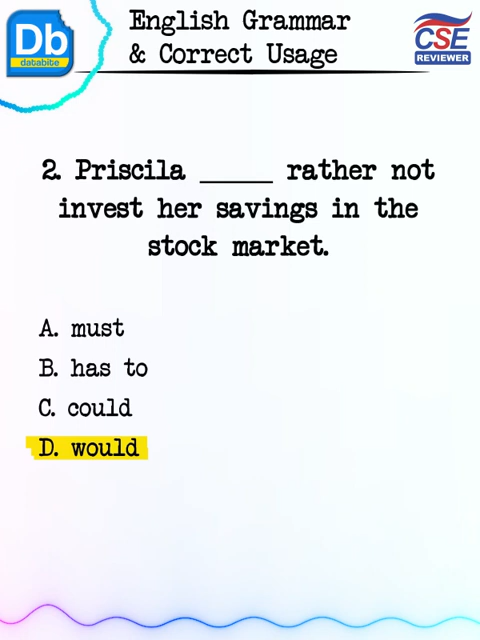 English Grammar
& Correct Usage
Db
databite
CSE
REVIEWER
2. Priscila _____ rather not
invest her savings in the
stock market.
A. must
B. has to
C. could
D. would